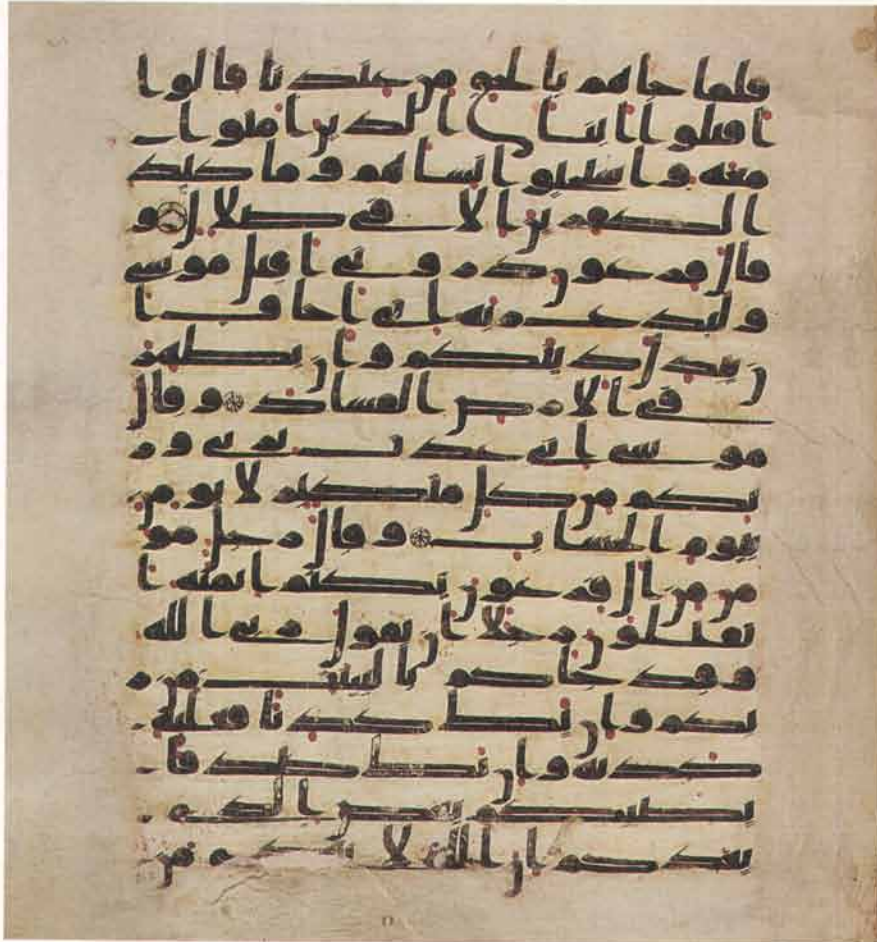 فلما جاهم بالحق من عندنا قالوا
اقتلوا ابنا الذين امنوا
معه واستحيوا نساهم وما كيد
الكفرين الا في ضلل و
قال فرعون ذروني اقتل موسى
وليدع ربه اني اخاف ان
يبدل دينكم وان يظهر
في الارض الفساد وقال
موسى اني عذت بربي ور
بكم من كل متكبر لا يومن
بيوم الحساب وقال رجل مو
من من ال فرعون يكتم ايمنه ا
تقتلون رجلا ان يقول ربي الله
وقد جاكم بالبينت من ر
بكم وان يك كذبا فعليه
كذبه وان يك صدقا
يصبكم بعض الذي
يعدكم ان الله لا يهدي من